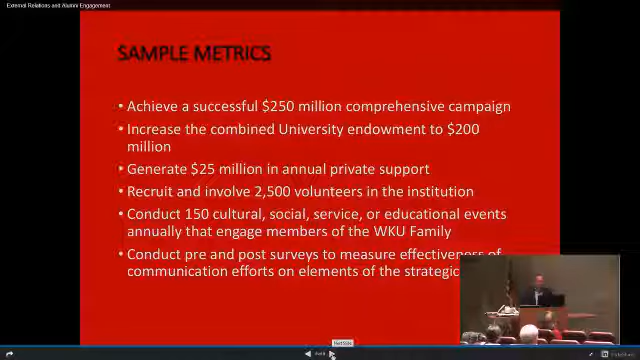 External Relations and Alumni Engagement
SAMPLE METRICS
• Achieve a successful $250 million comprehensive campaign
• Increase the combined University endowment to $200
million
• Generate $25 million in annual private support
• Recruit and involve 2,500 volunteers in the institution
• Conduct 150 cultural, social, service, or educational events
annually that engage members of the WKU Family
• Conduct pre and post surveys to measure effectiveness of
communication efforts on elements of the strategic